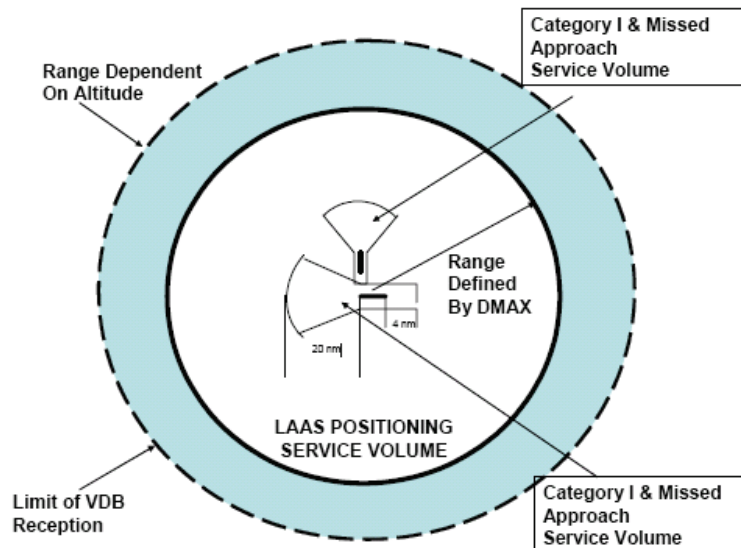 Category I & Missed
Approach
Service Volume
Range Dependent
On Altitude
Range
Defined
By DMAX
4 nm
20 nm
LAAS POSITIONING
SERVICE VOLUME
Limit of VDB
Reception
Category I & Missed
Approach
Service Volume